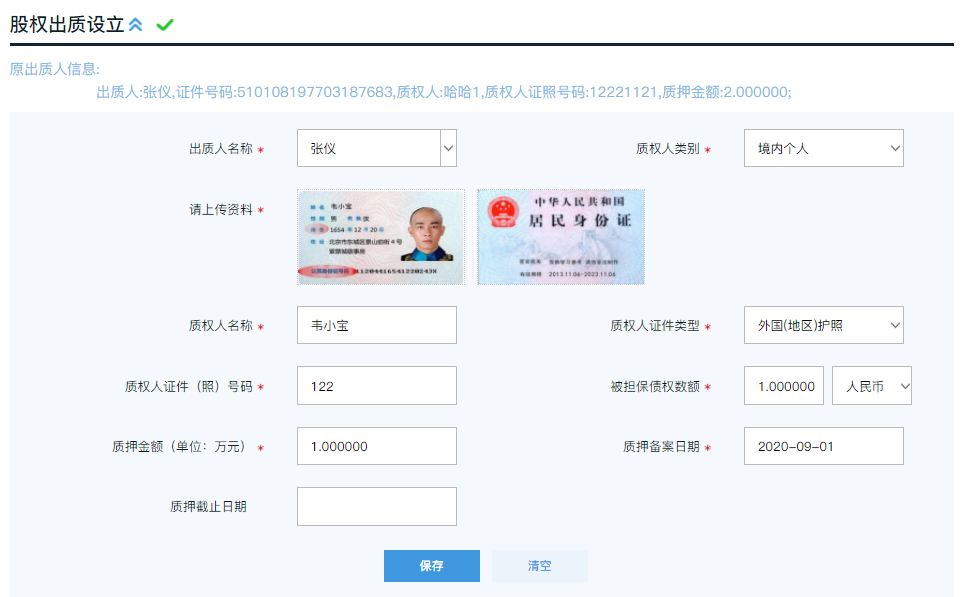 股权出质设立
原出质人信息:
出质人:张仪,证件号码:510108197703187683,质权人:哈哈1,质权人证照号码:12221121,质押金额:2.000000;
出质人名称 * 张仪 质权人类别 * 境内个人
请上传资料 *
姓名 韦小宝
性别 男 民族 汉
1654 年 12 月 20 日
住址 北京市东城区景山前街4号
紫禁城敬事房
公民身份证号码 11204416541220243X
中华人民共和国
居民身份证
签发机关
有效期限 2013.11.06-2023.11.06
质权人名称 * 韦小宝 质权人证件类型 * 外国(地区)护照
质权人证件（照）号码 * 122 被担保债权数额 * 1.000000 人民币
质押金额（单位：万元） * 1.000000 质押备案日期 * 2020-09-01
质押截止日期
保存 清空